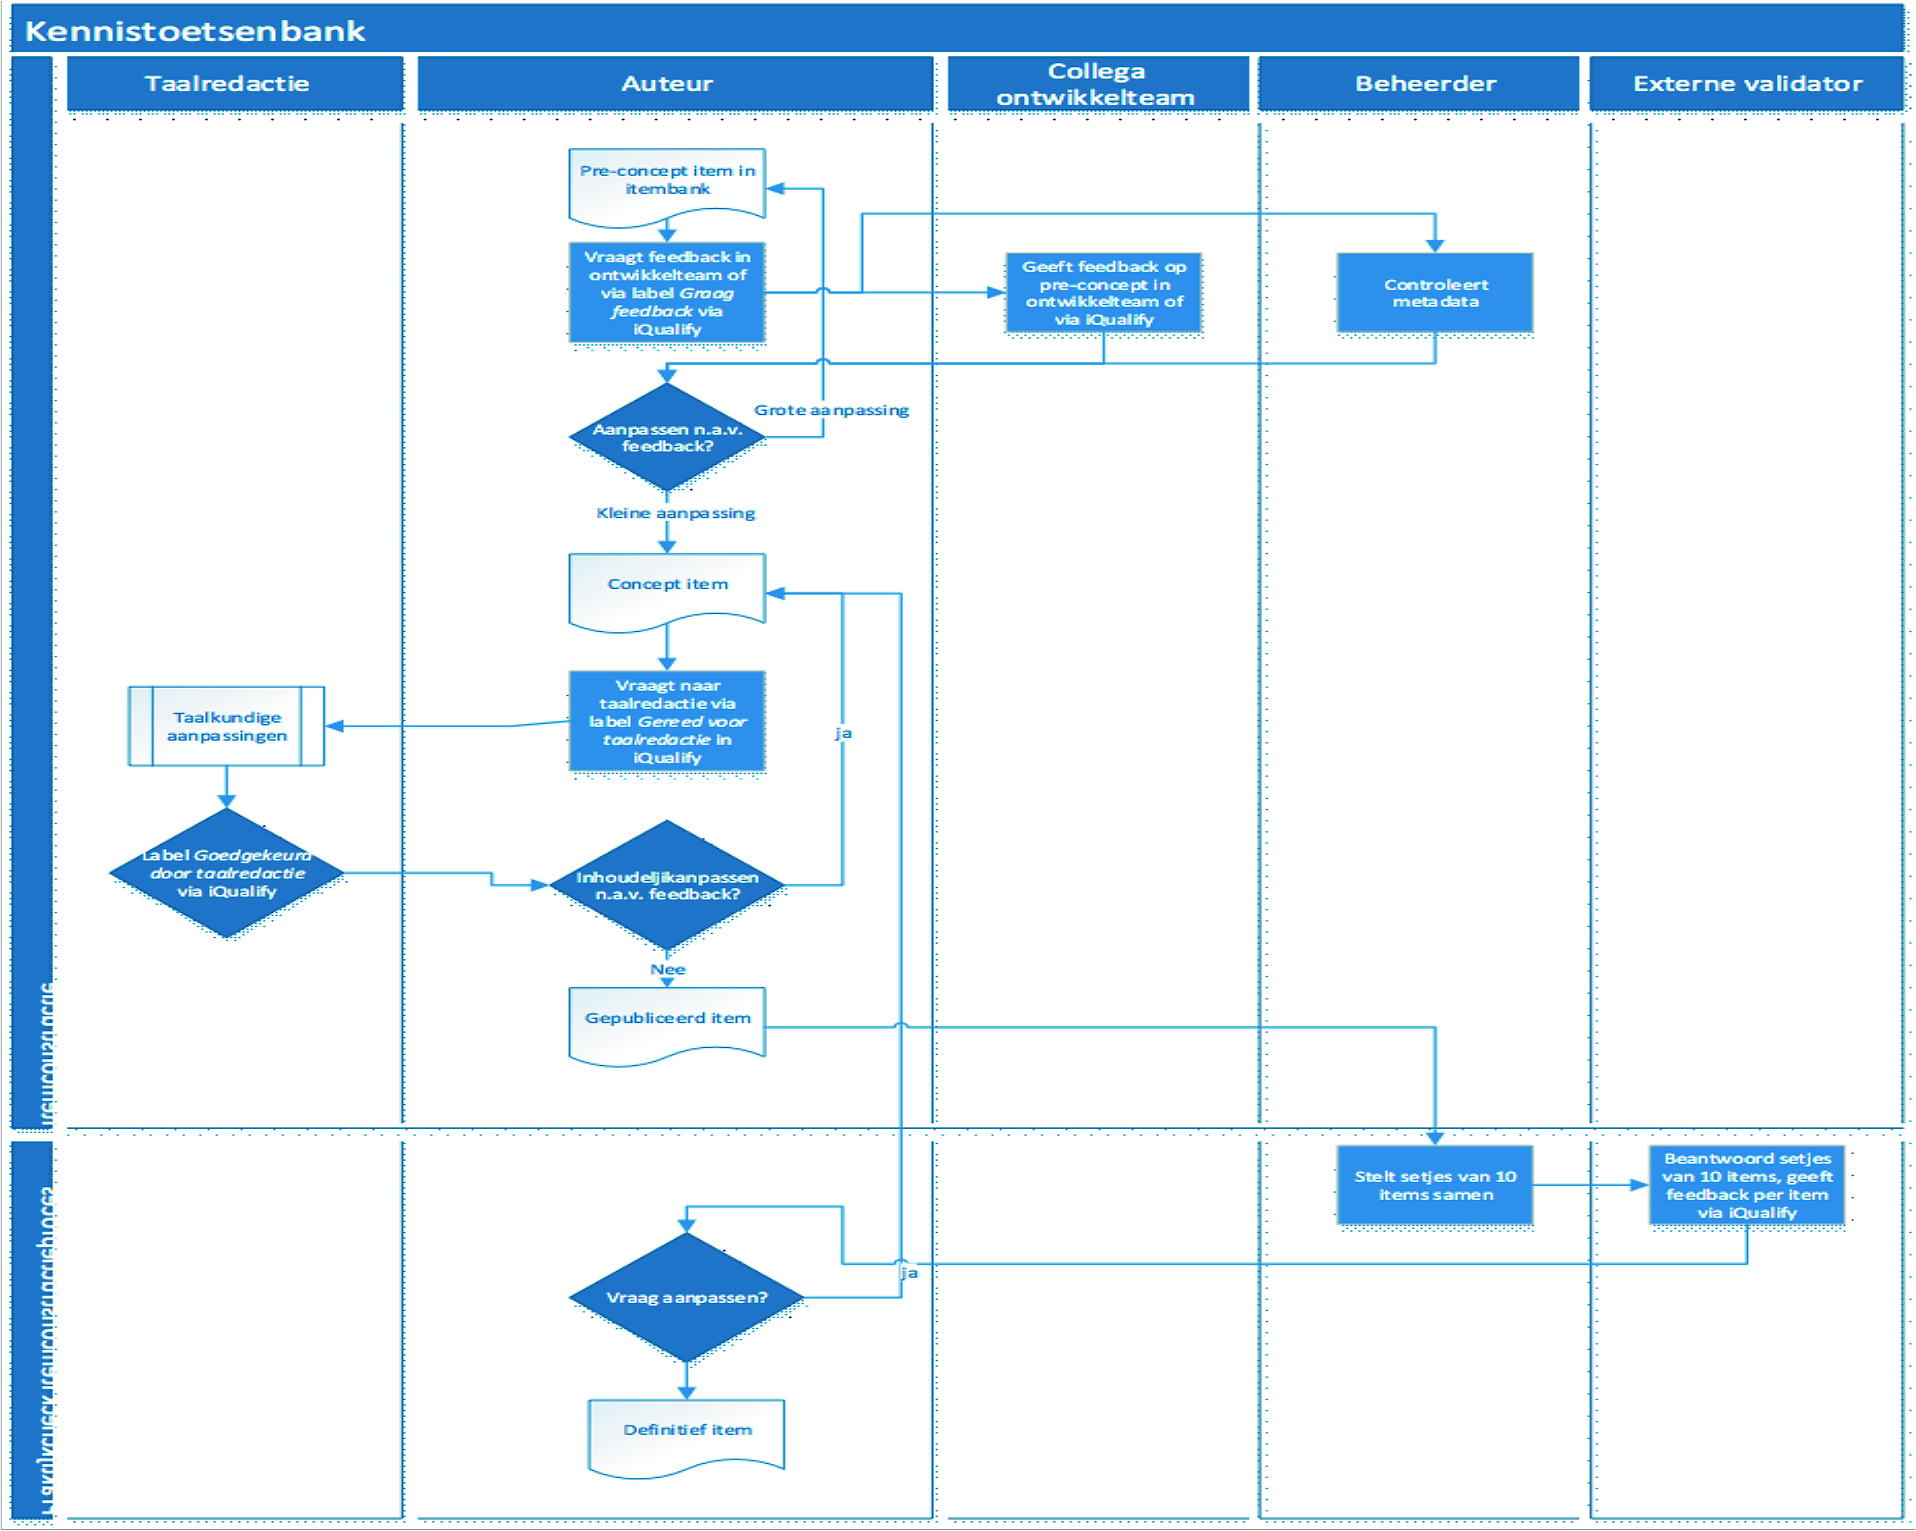 Kennistoetsenbank
Taalredactie
Auteur
Collega
ontwikkelteam
Beheerder
Externe validator
Pre-concept item in
itembank
Vraagt feedback in
ontwikkelteam of
via label Graag
feedback via
iQualify
Geeft feedback op
pre-concept in
ontwikkelteam of
via iQualify
Controleert
metadata
Grote aanpassing
Aanpassen n.a.v.
feedback?
Kleine aanpassing
Concept item
Vraagt naar
taalredactie via
label Gereed voor
taalredactie in
iQualify
Taalkundige
aanpassingen
ja
Label Goedgekeurd
door taalredactie
via iQualify
Inhoudeljikanpassen
n.a.v. feedback?
Nee
Gepubliceerd item
Stelt setjes van 10
items samen
Beantwoord setjes
van 10 items, geeft
feedback per item
via iQualify
ja
Vraag aanpassen?
Definitief item